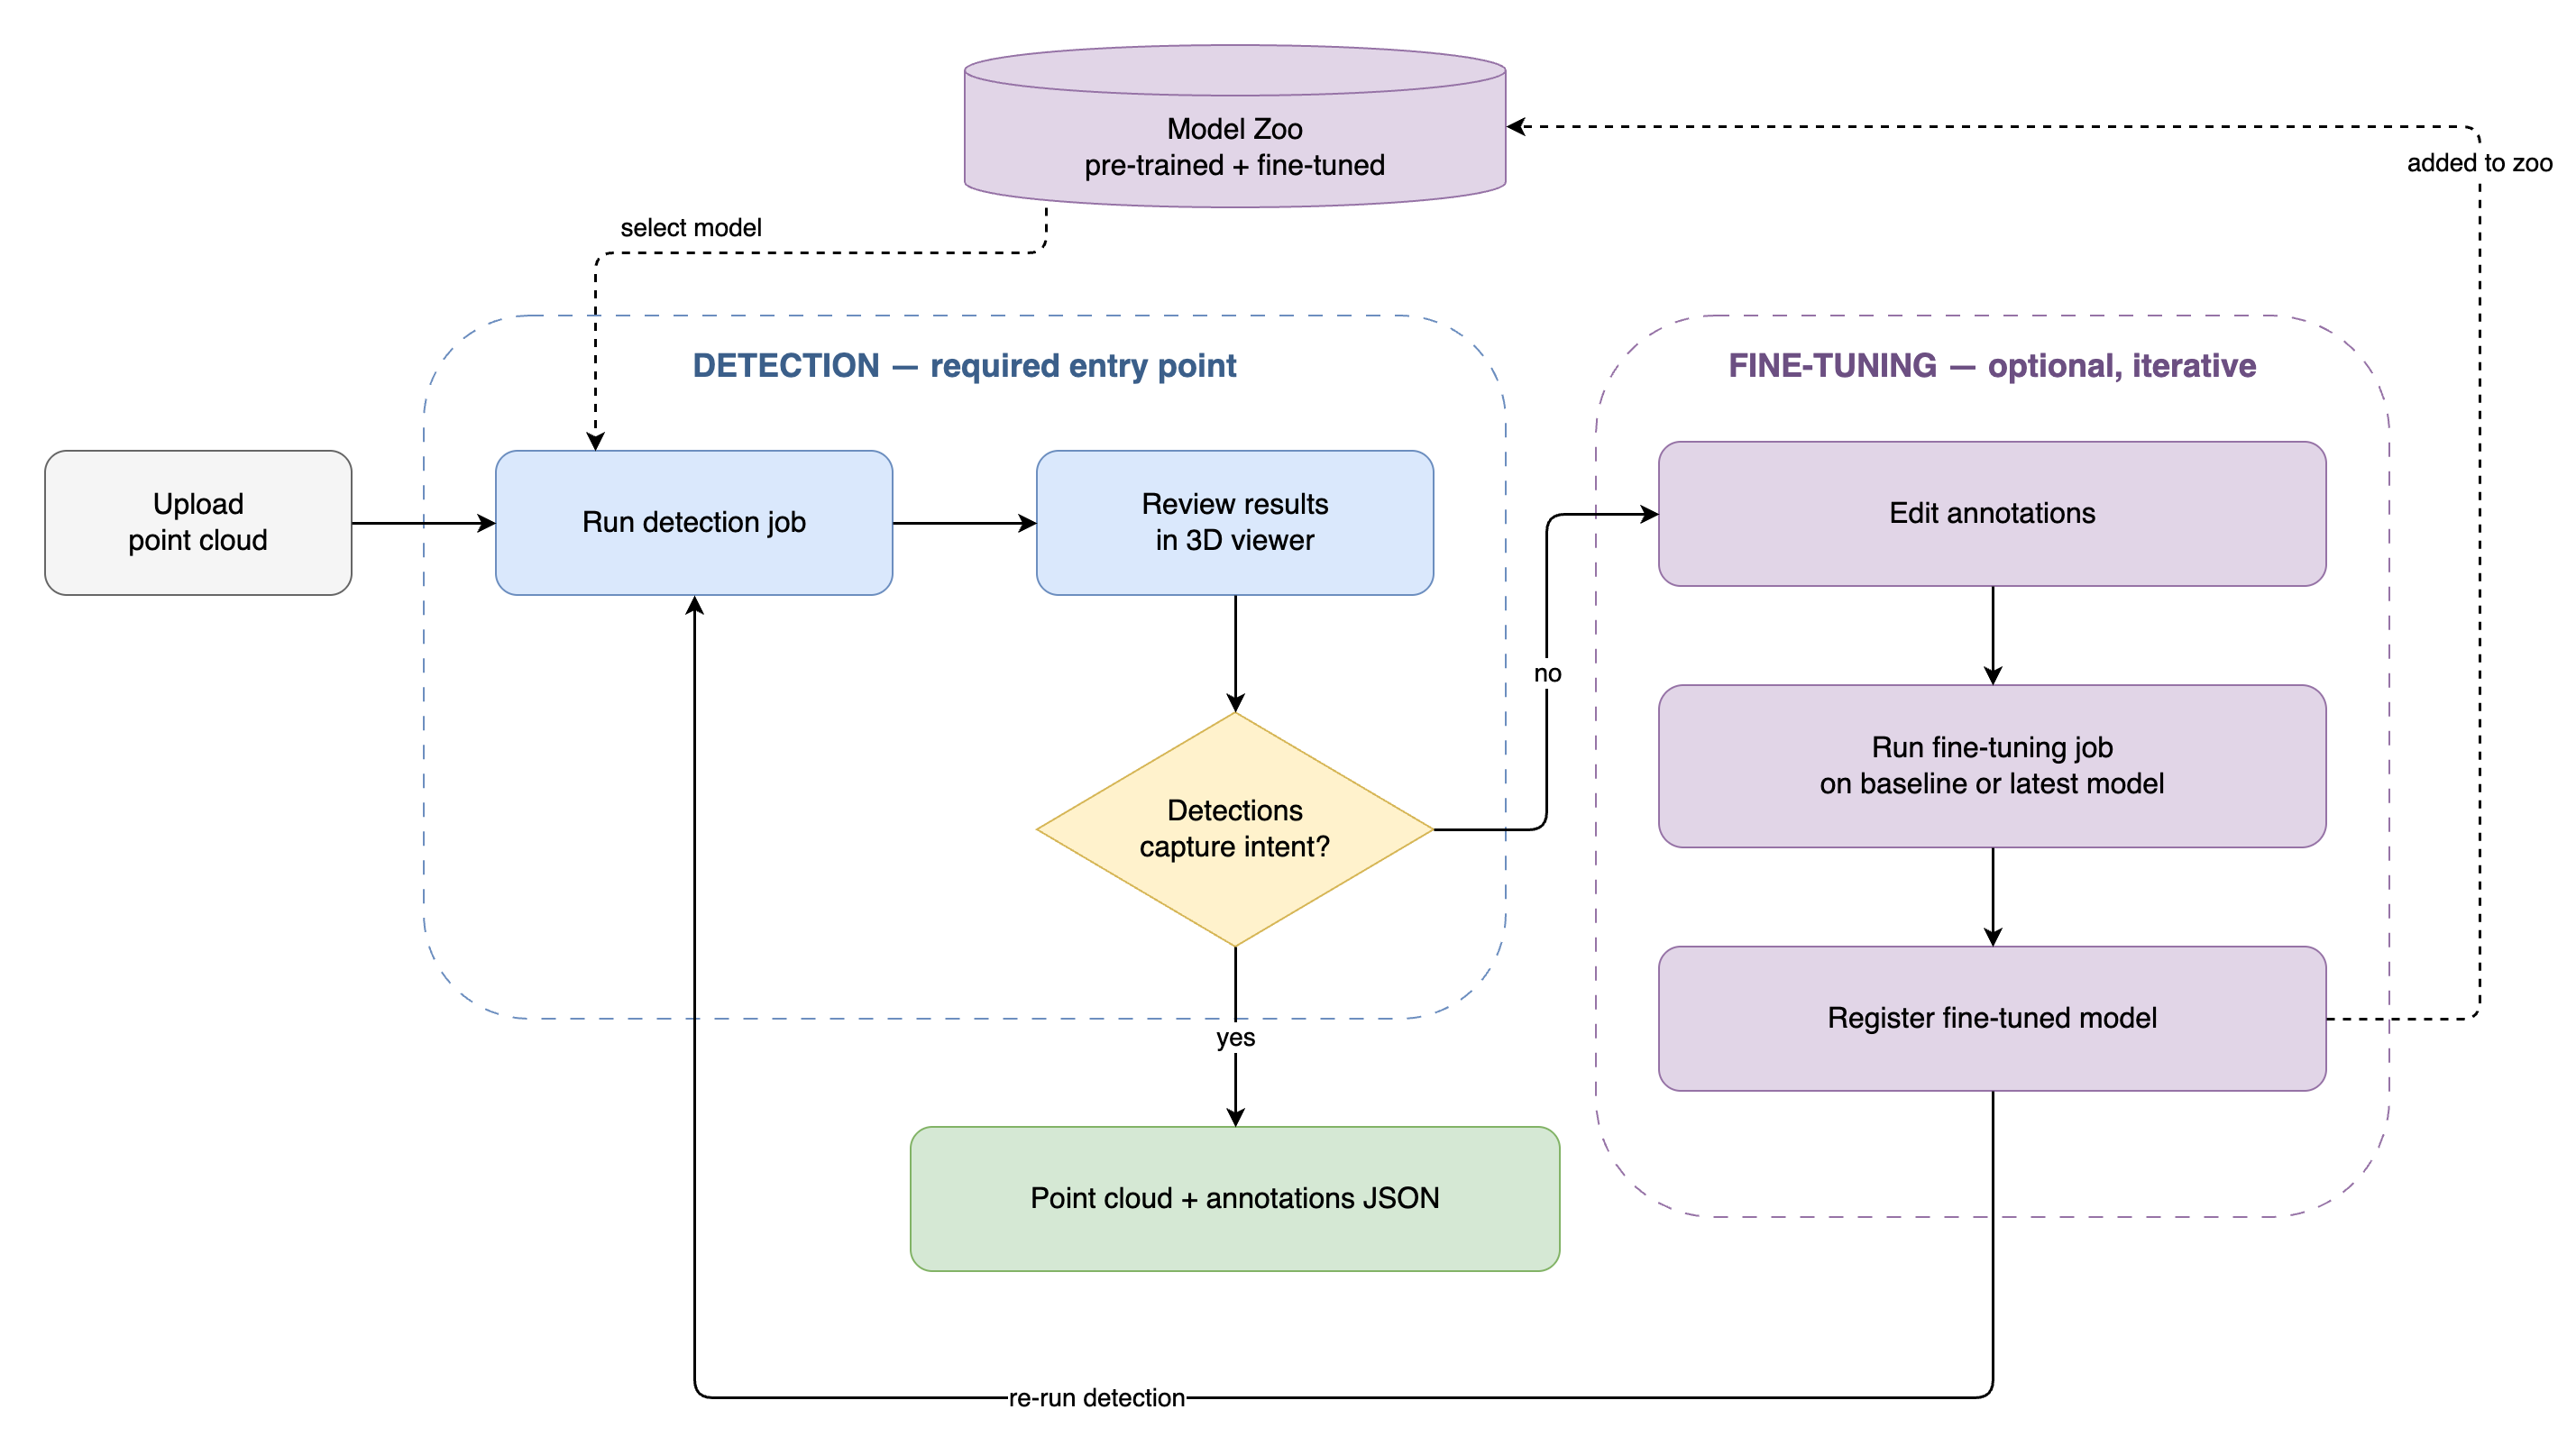 Model Zoo
pre-trained + fine-tuned
added to zoo
select model
DETECTION — required entry point
FINE-TUNING — optional, iterative
Upload
point cloud
Run detection job
Review results
in 3D viewer
Edit annotations
no
Run fine-tuning job
on baseline or latest model
Detections
capture intent?
Register fine-tuned model
yes
Point cloud + annotations JSON
re-run detection